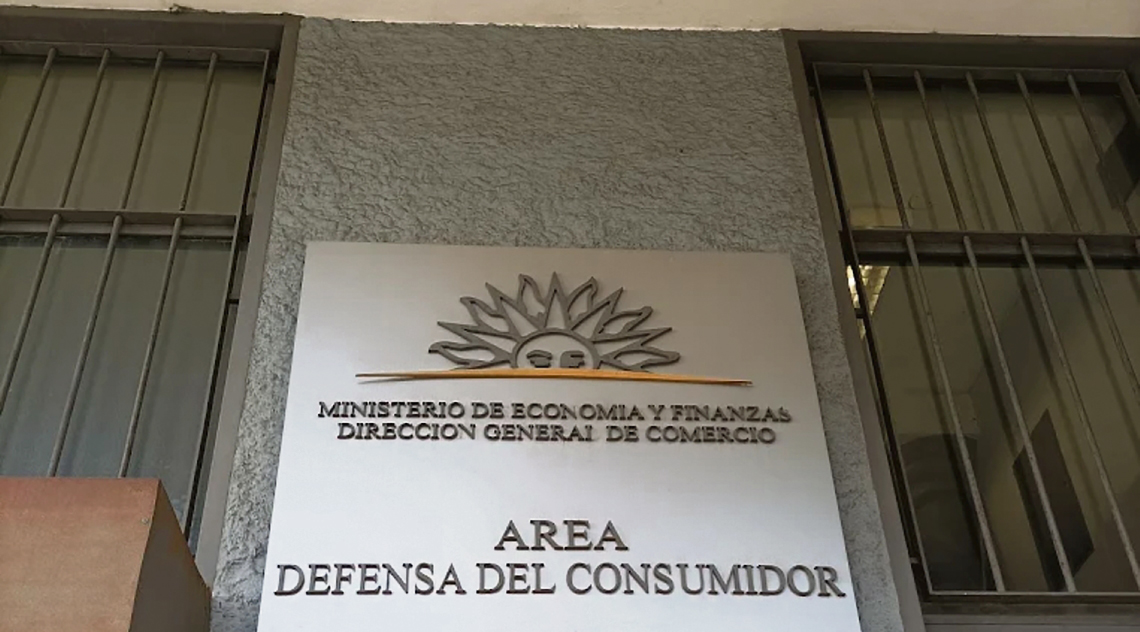 MINISTERIO DE ECONOMIA Y FINANZAS
DIRECCION GENERAL DE COMERCIO
AREA
DEFENSA DEL CONSUMIDOR